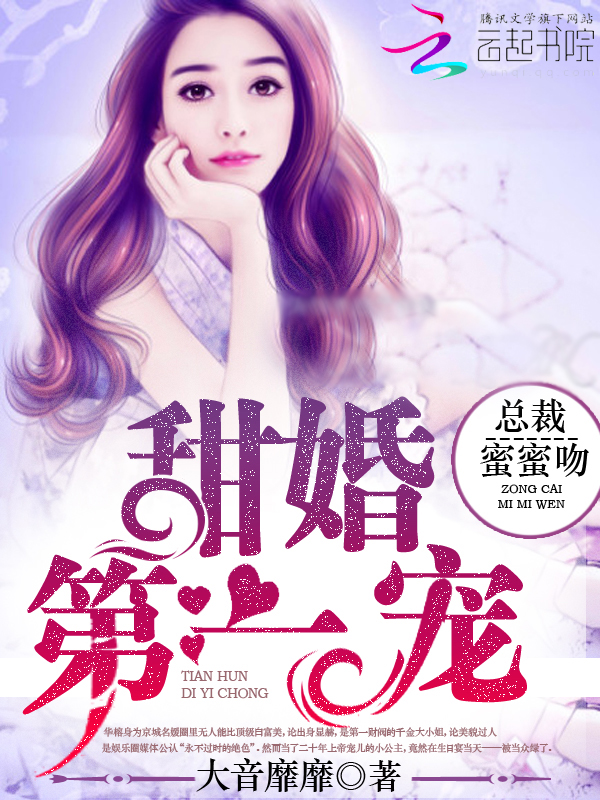 腾讯文学旗下网站
云起书院
yunqi.qq.com
甜婚
总裁
蜜蜜吻
ZONG CAI
MI MI WEN
第一宠
TIAN HUN
DI YI CHONG
华榕身为京城名媛圈里无人能比顶级白富美,论出身显赫,是第一财阀的千金大小姐,论美貌过人
是娱乐圈媒体公认“永不过时的绝色”.然而当了二十年上帝宠儿的小公主,竟然在生日宴当天——被当众绿了.
大音靡靡◎著